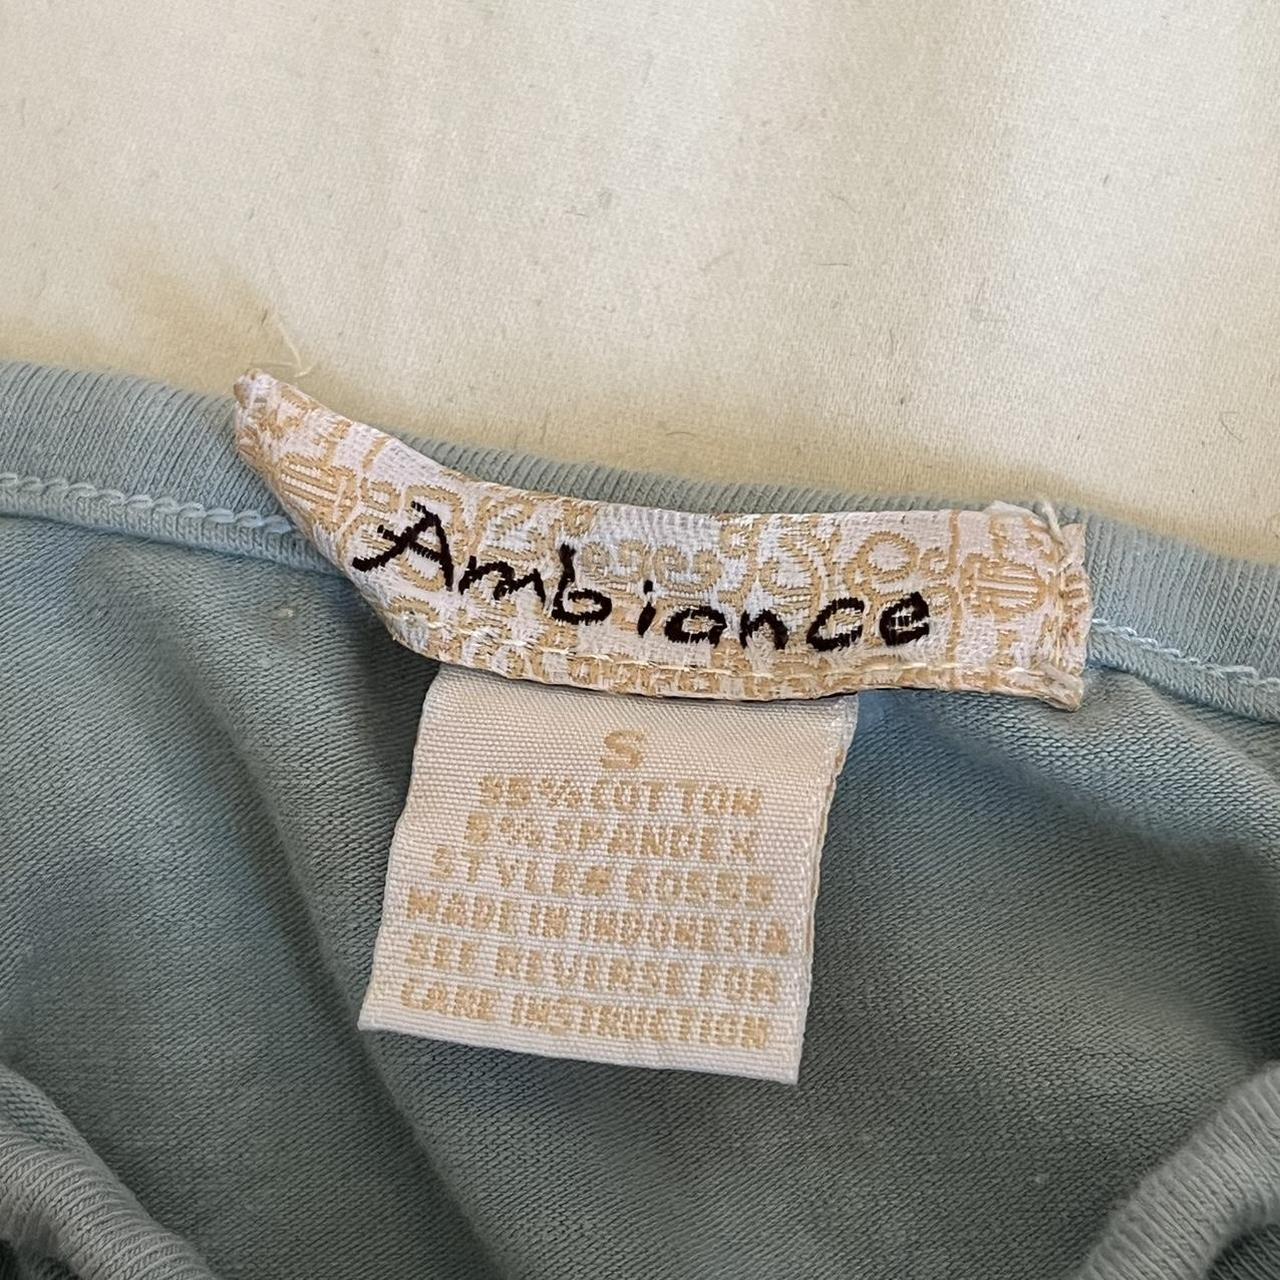 Ambiance
S
95% COTTON
5% SPANDEX
STYLE# 60555
MADE IN INDONESIA
SEE REVERSE FOR
CARE INSTRUCTION